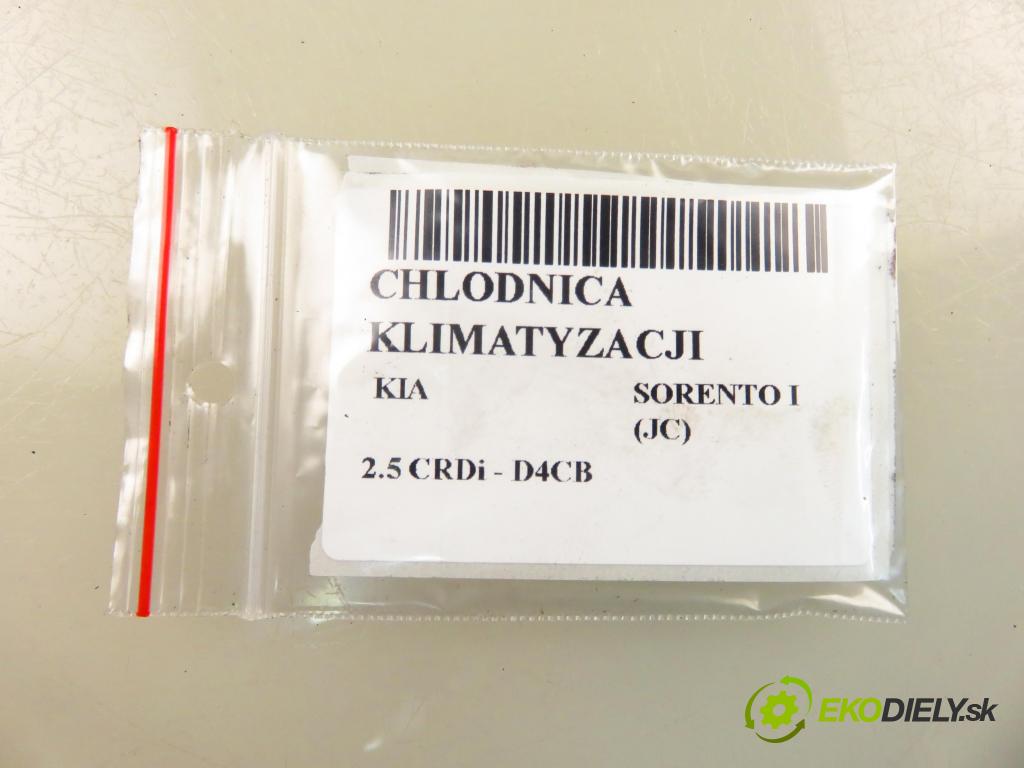 CHLODNICA
KLIMATYZACJI
KIA SORENTO I
(JC)
2.5 CRDi - D4CB
EKODIELY.sk